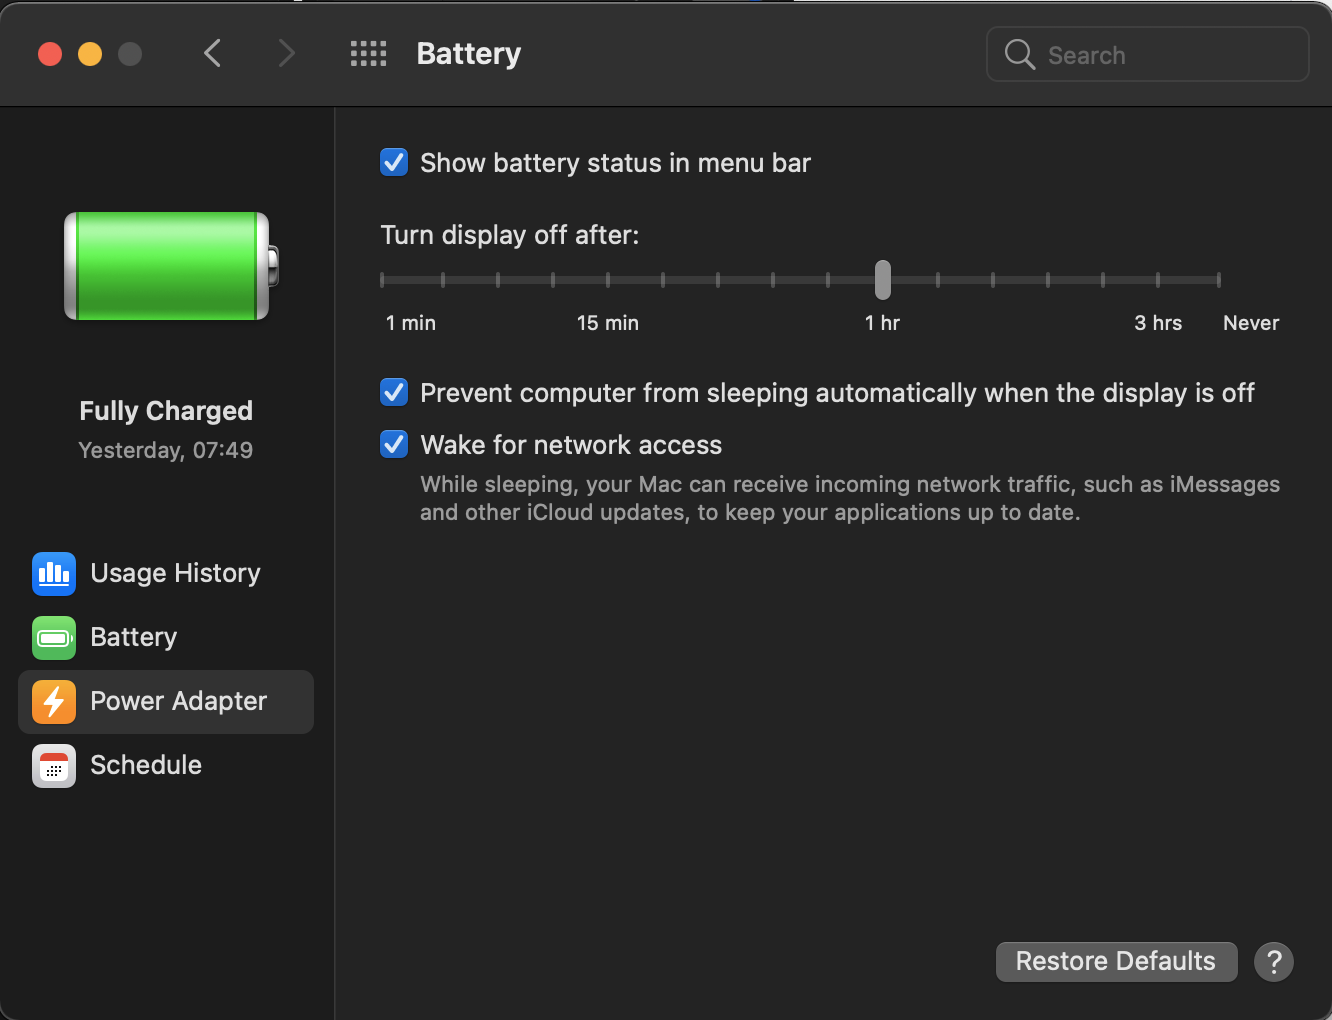 Battery
Search
Show battery status in menu bar
Turn display off after:
1 min 15 min 1 hr 3 hrs Never
Prevent computer from sleeping automatically when the display is off
Wake for network access
While sleeping, your Mac can receive incoming network traffic, such as iMessages
and other iCloud updates, to keep your applications up to date.
Fully Charged
Yesterday, 07:49
Usage History
Battery
Power Adapter
Schedule
Restore Defaults ?